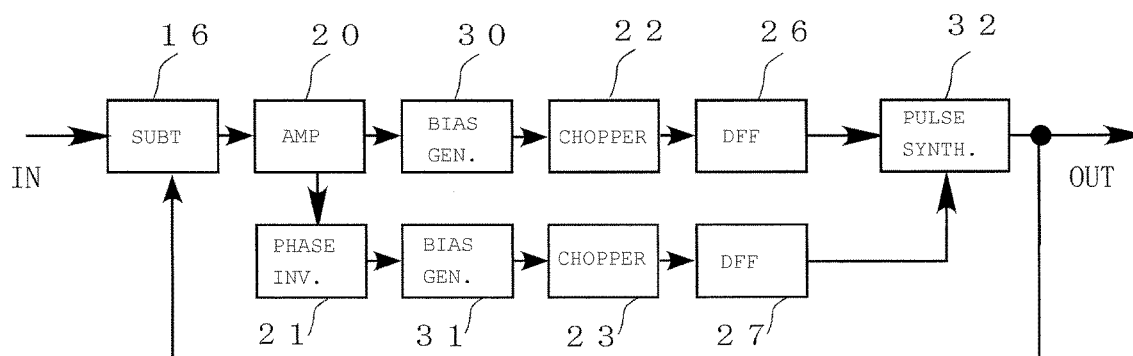 16
20
30
22
26
32
SUBT
AMP
BIAS
GEN.
CHOPPER
DFF
PULSE
SYNTH.
IN
OUT
PHASE
INV.
BIAS
GEN.
CHOPPER
DFF
21
31
23
27